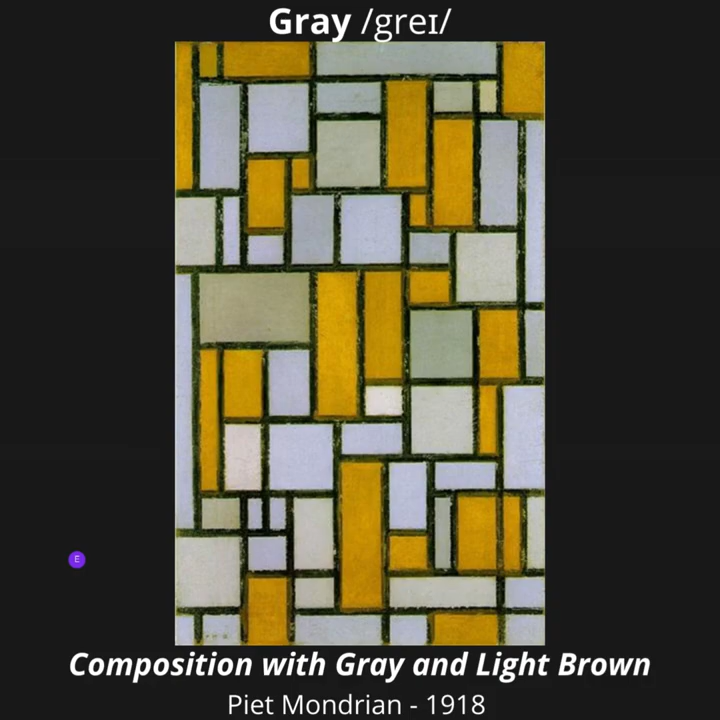 Gray /greɪ/
E
Composition with Gray and Light Brown
Piet Mondrian - 1918